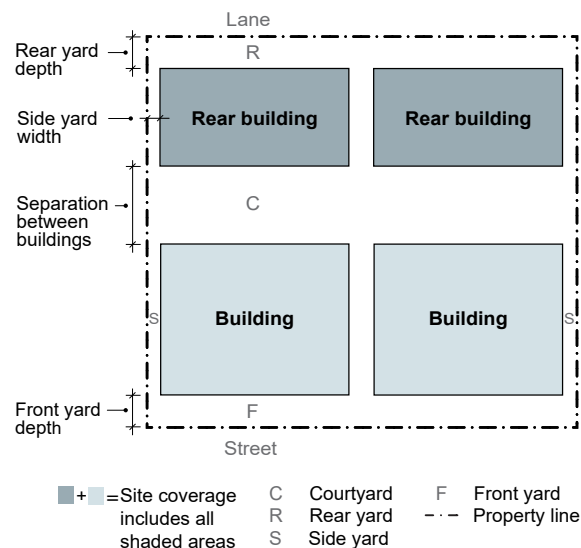 Lane
Rear yard
depth
R
Side yard
width
Rear building
Rear building
Separation
between
buildings
C
S
Building
Building
S
Front yard
depth
F
Street
+ = Site coverage
includes all
shaded areas
C Courtyard
R Rear yard
S Side yard
F Front yard
Property line